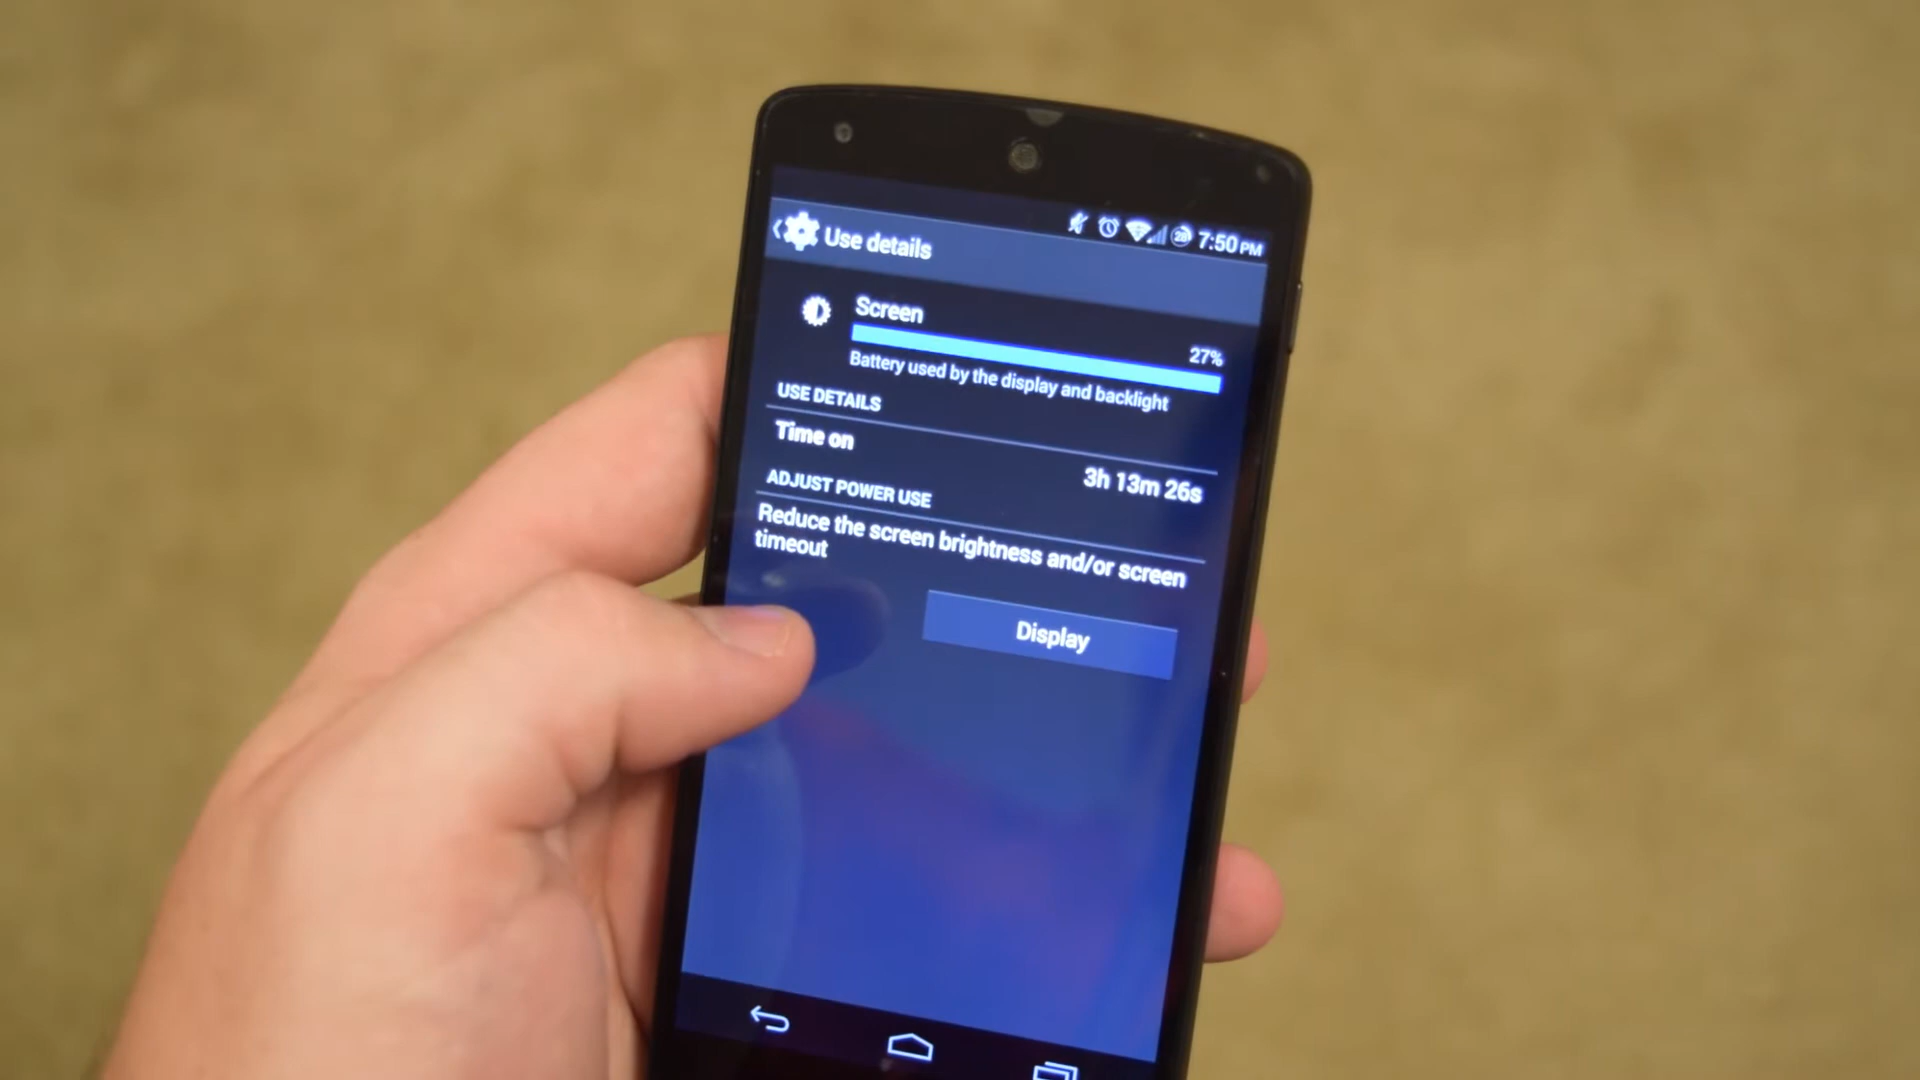 28 7:50 PM
Use details
Screen
27%
Battery used by the display and backlight
USE DETAILS
Time on
3h 13m 26s
ADJUST POWER USE
Reduce the screen brightness and/or screen
timeout
Display